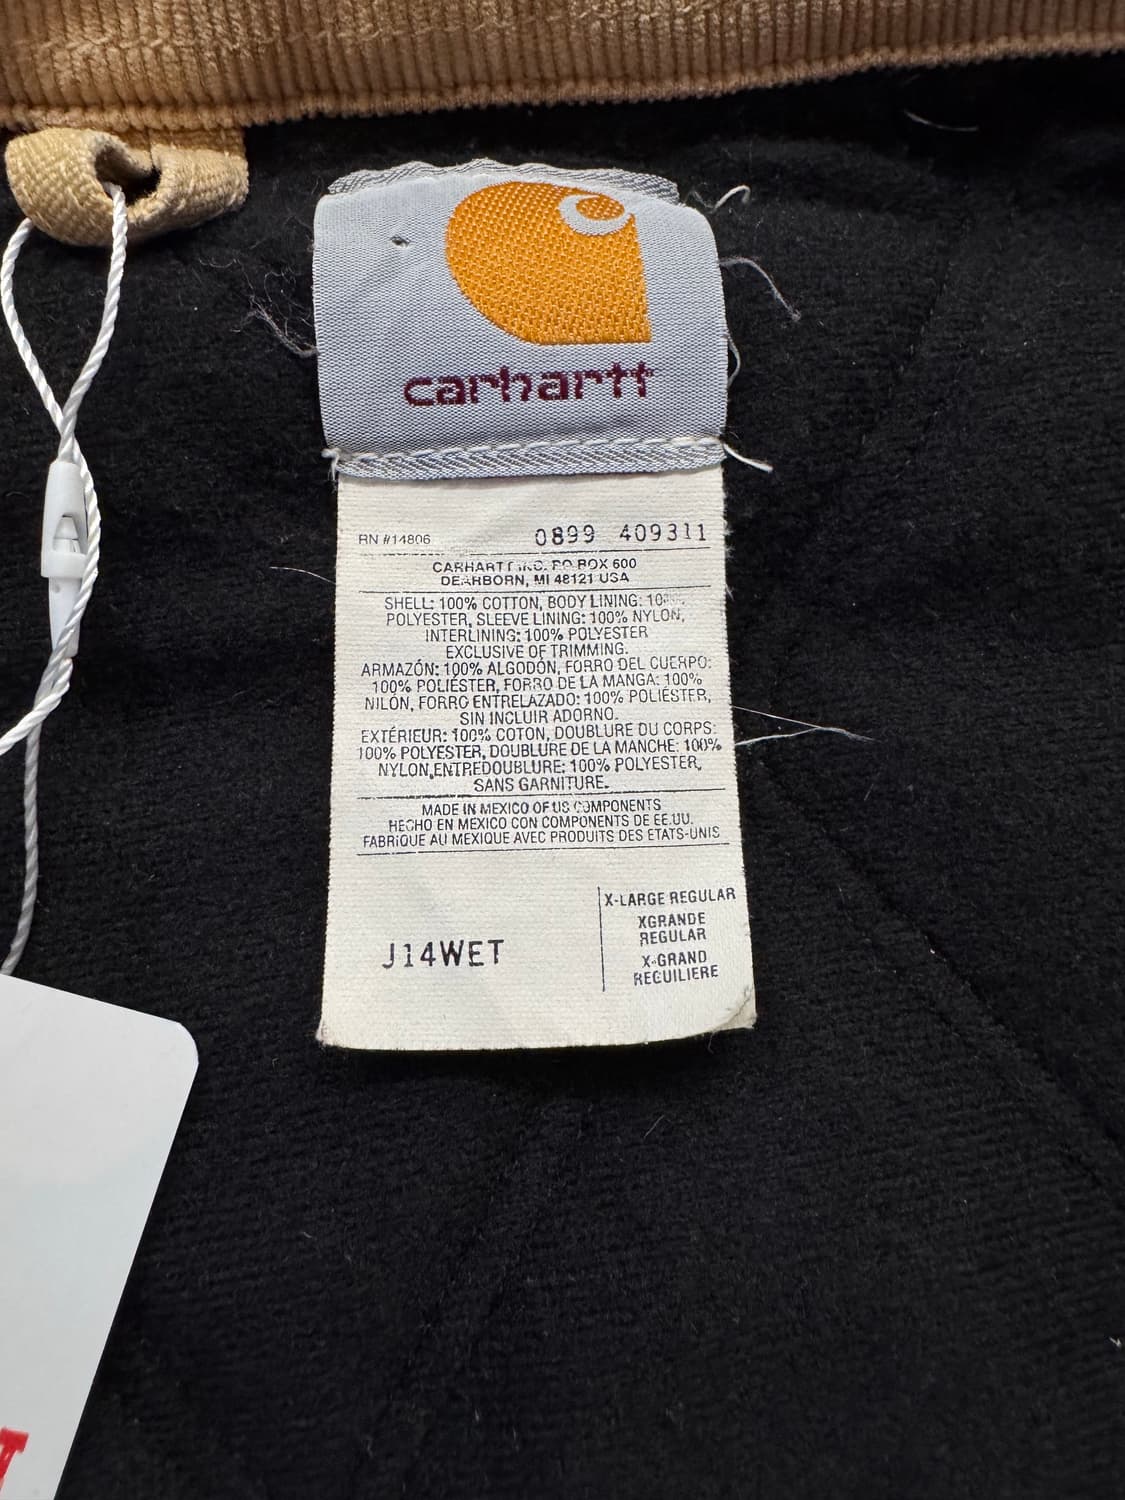 carhartt
RN #14806 0899 409311
CARHARTT INC. PO BOX 600
DEARBORN, MI 48121 USA
SHELL: 100% COTTON, BODY LINING:
POLYESTER, SLEEVE LINING: 100% NYLON,
INTERLINING: 100% POLYESTER
EXCLUSIVE OF TRIMMING.
ARMAZÓN: 100% ALGODÓN, FORRO DEL CUERPO:
100% POLIÉSTER, FORRO DE LA MANGA: 100%
NILÓN, FORRO ENTRELAZADO: 100% POLIÉSTER,
SIN INCLUIR ADORNO.
EXTÉRIEUR: 100% COTON, DOUBLURE DU CORPS:
100% POLYESTER, DOUBLURE DE LA MANCHE: 100%
NYLON,ENTREDOUBLURE: 100% POLYESTER,
SANS GARNITURE.
MADE IN MEXICO OF US COMPONENTS
HECHO EN MEXICO CON COMPONENTS DE EE.UU.
FABRIQUE AU MEXIQUE AVEC PRODUITS DES ETATS-UNIS
X-LARGE REGULAR
XGRANDE
REGULAR
J14WET
X-GRAND
RECUILIERE